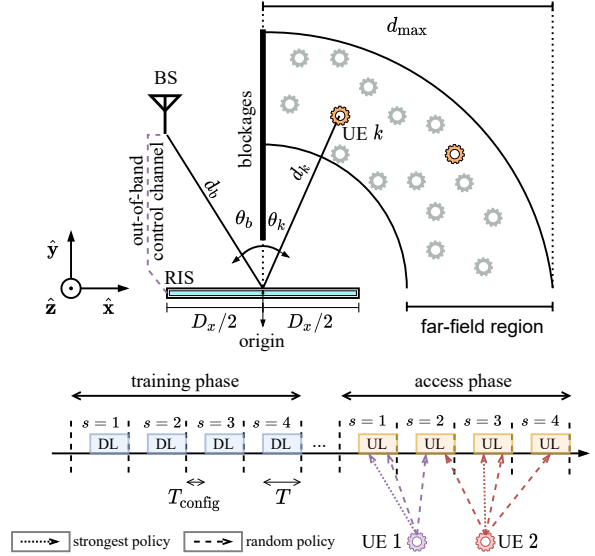 d_max
BS
blockages
UE k
out-of-band
control channel
d_b
d_k
θ_b
θ_k
ŷ
ẑ
x̂
RIS
D_x/2
D_x/2
origin
far-field region
training phase
access phase
s = 1
s = 2
s = 3
s = 4
s = 1
s = 2
s = 3
s = 4
DL
DL
DL
DL
...
UL
UL
UL
UL
T_config
T
strongest policy
random policy
UE 1
UE 2